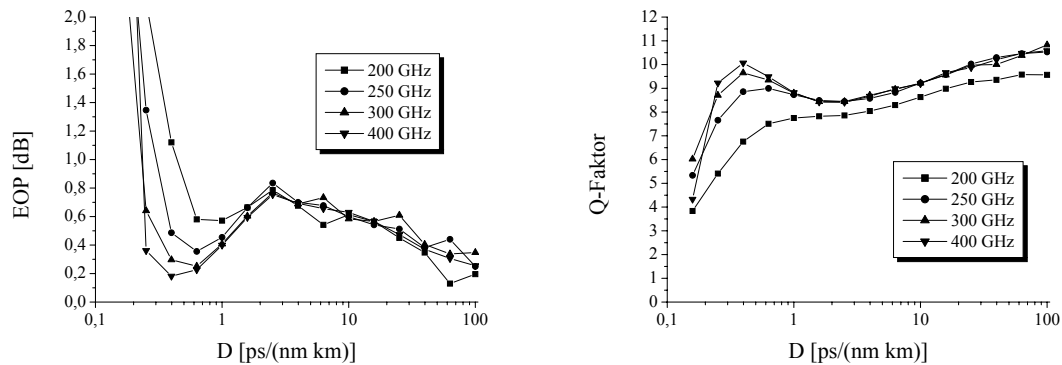 2,0
1,8
1,6
1,4
1,2
1,0
0,8
0,6
0,4
0,2
0,0
0,1
1
10
100
EOP [dB]
D [ps/(nm km)]
200 GHz
250 GHz
300 GHz
400 GHz
12
11
10
9
8
7
6
5
4
3
2
1
0
0,1
1
10
100
Q-Faktor
D [ps/(nm km)]
200 GHz
250 GHz
300 GHz
400 GHz